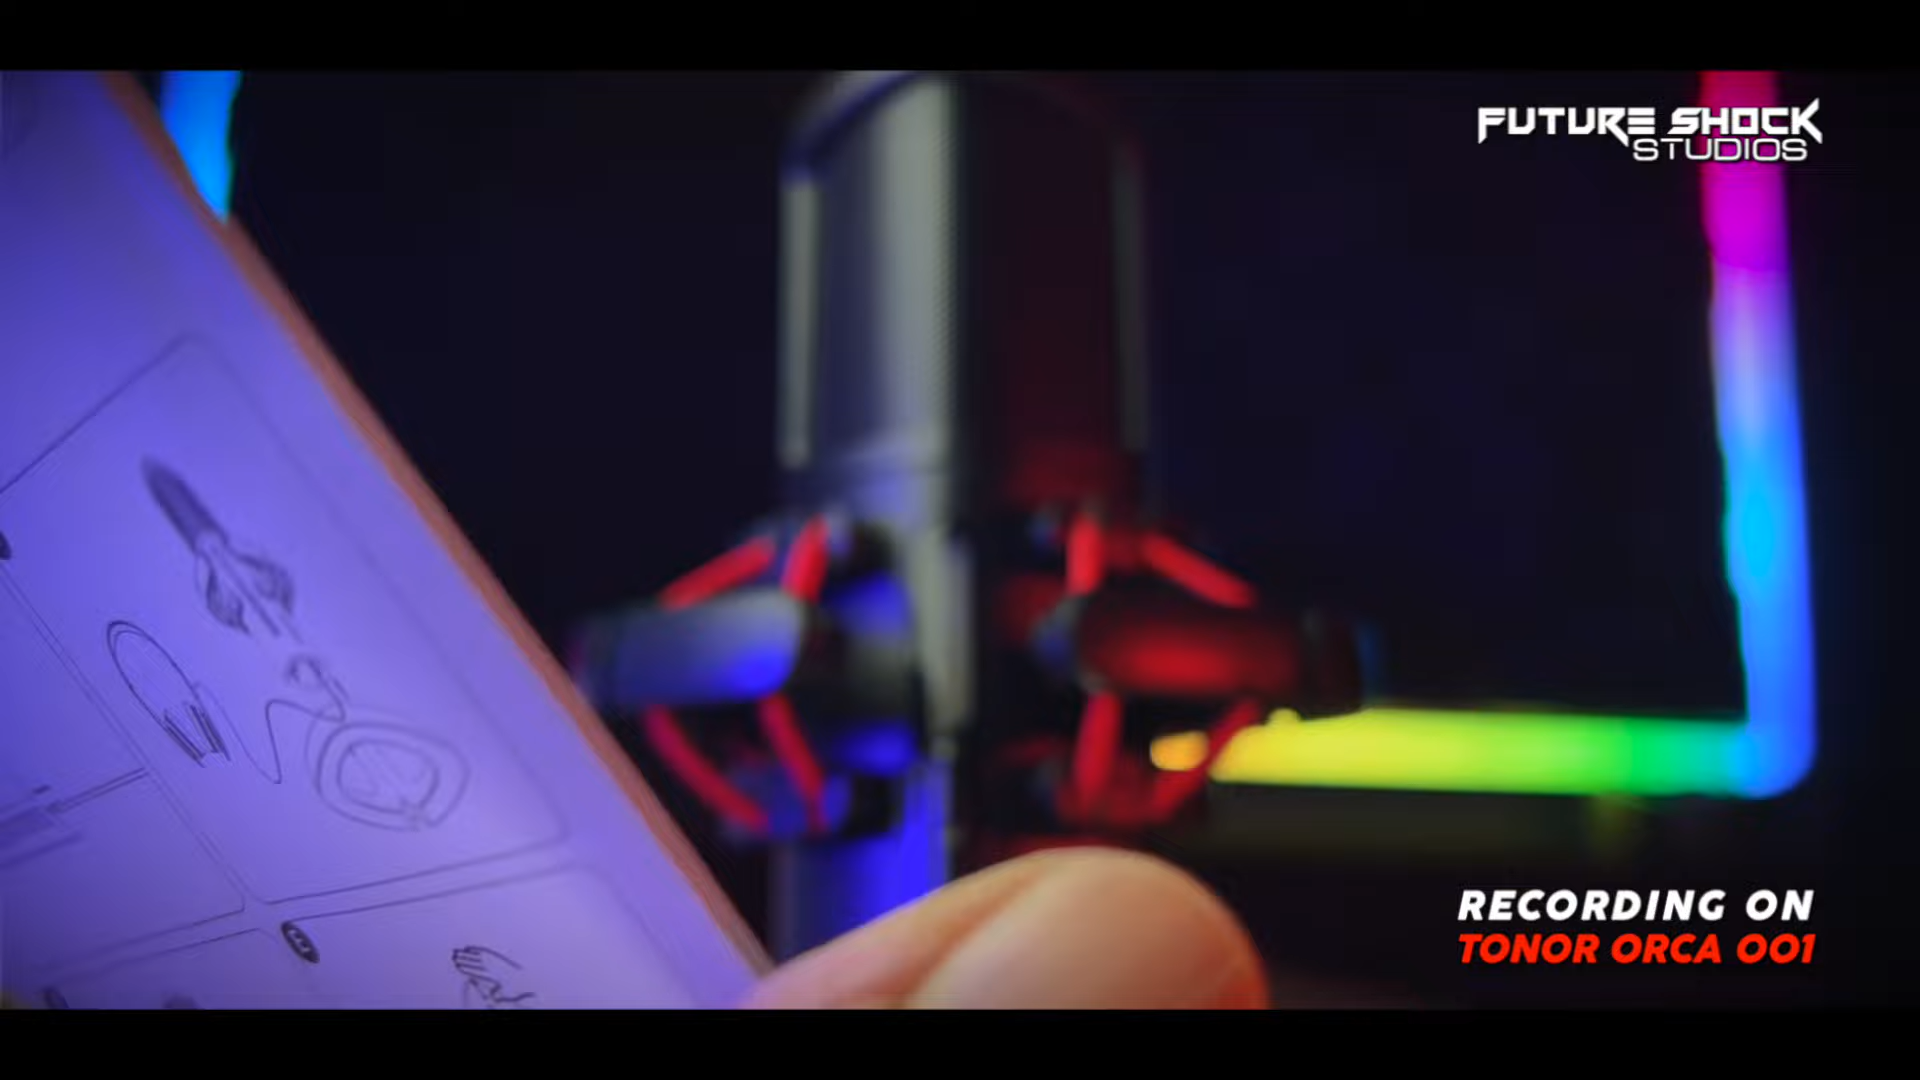 FUTURE SHOCK
STUDIOS
RECORDING ON
TONOR ORCA 001